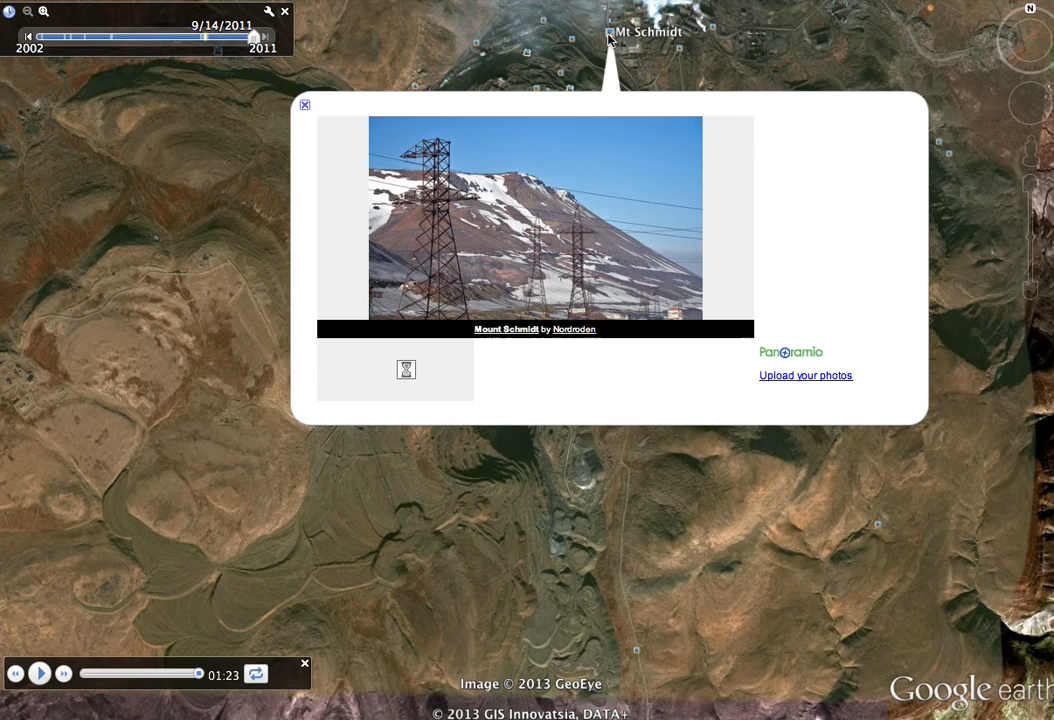 9/14/2011
2002
2011
N
Mt Schmidt
Mount Schmidt by Nordroden
Panoramio
Upload your photos
01:23
Image © 2013 GeoEye
© 2013 GIS Innovatsia, DATA+
Google earth